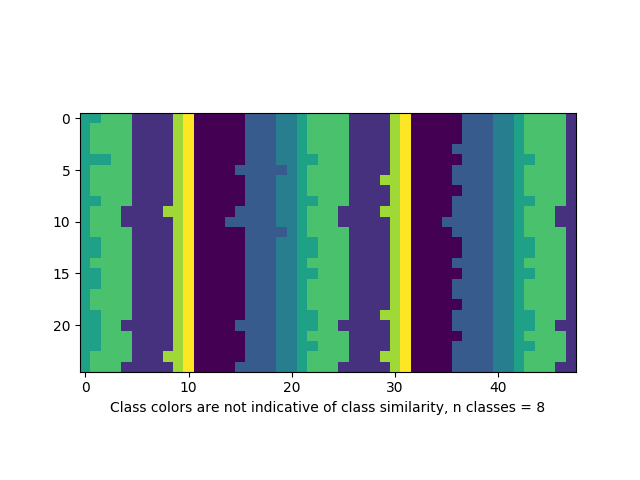 0
5
10
15
20
0 10 20 30 40
Class colors are not indicative of class similarity, n classes = 8